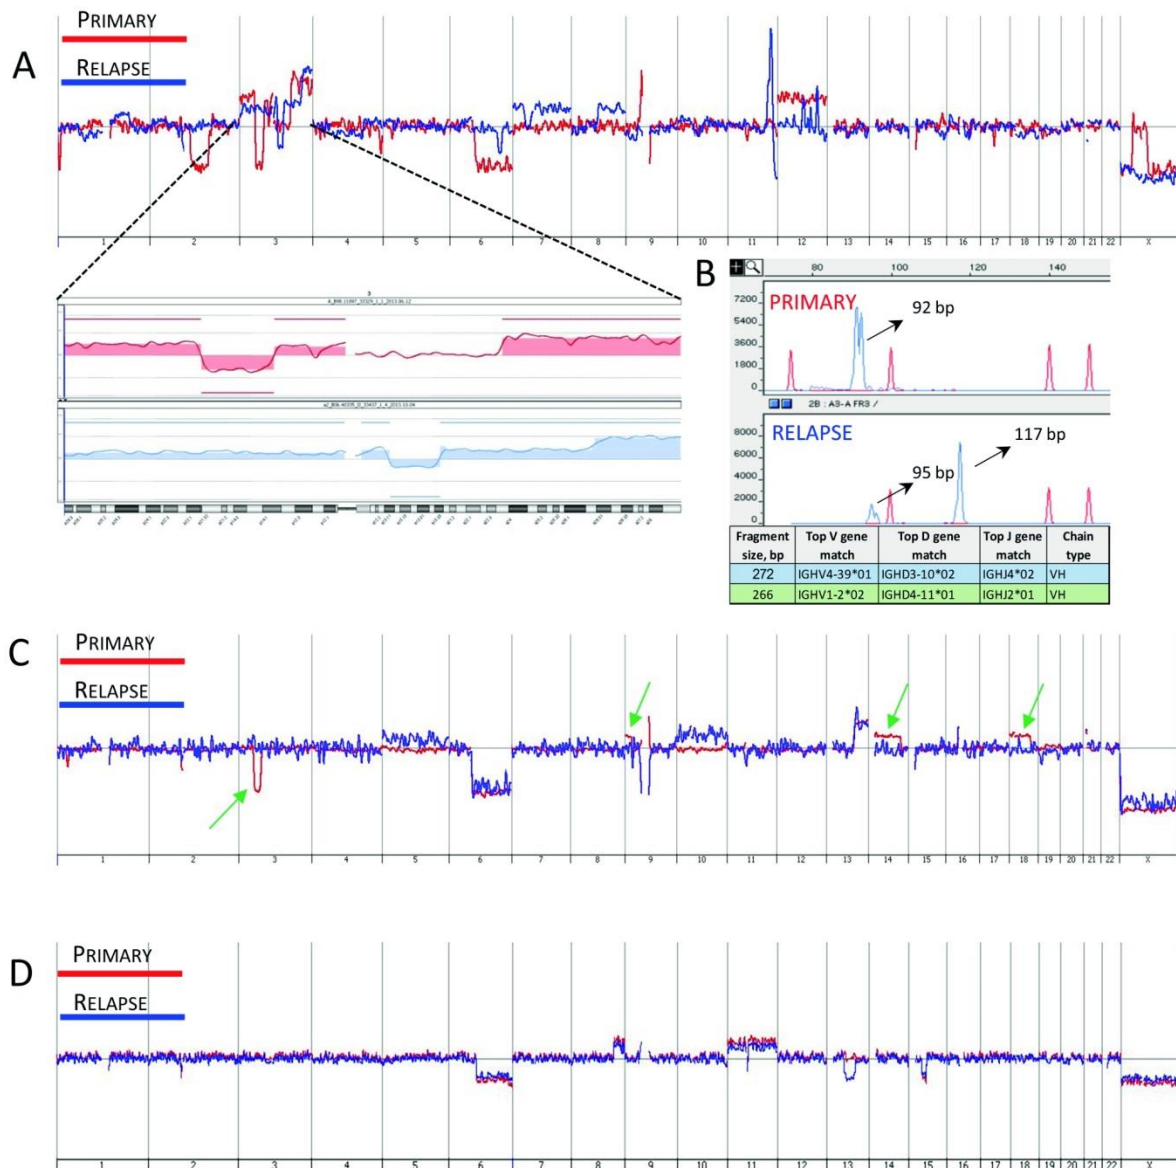 A
PRIMARY
RELAPSE
1 2 3 4 5 6 7 8 9 10 11 12 13 14 15 16 17 18 19 20 21 22 X
3
B
80 100 120 140
7200
5400
3600
1800
0
PRIMARY
92 bp
2B : A3-A FR3 /
8000
6000
4000
2000
0
RELAPSE
117 bp
95 bp
Fragment size, bp Top V gene match Top D gene match Top J gene match Chain type
272 IGHV4-39*01 IGHD3-10*02 IGHJ4*02 VH
266 IGHV1-2*02 IGHD4-11*01 IGHJ2*01 VH
C
PRIMARY
RELAPSE
1 2 3 4 5 6 7 8 9 10 11 12 13 14 15 16 17 18 19 20 21 22 X
D
PRIMARY
RELAPSE
1 2 3 4 5 6 7 8 9 10 11 12 13 14 15 16 17 18 19 20 21 22 X